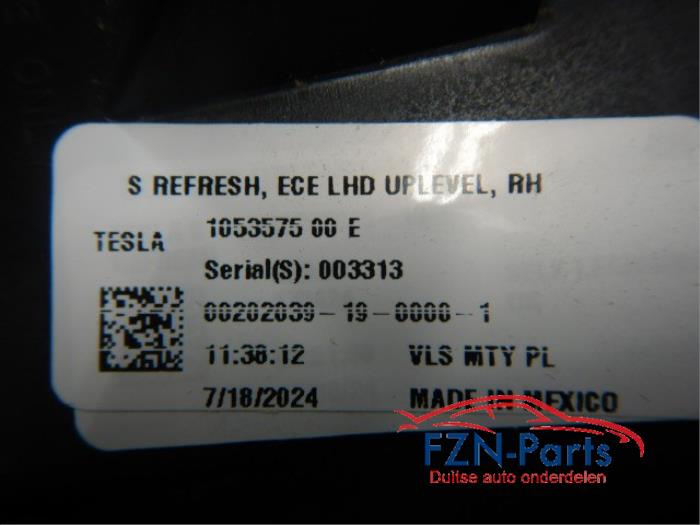 S REFRESH, ECE LHD UPLEVEL, RH
TESLA
1053575 00 E
Serial(S): 003313
00202039-19-0000-1
11:38:12
VLS MTY PL
7/18/2024
MADE IN MEXICO
FZN-Parts
Duitse auto onderdelen